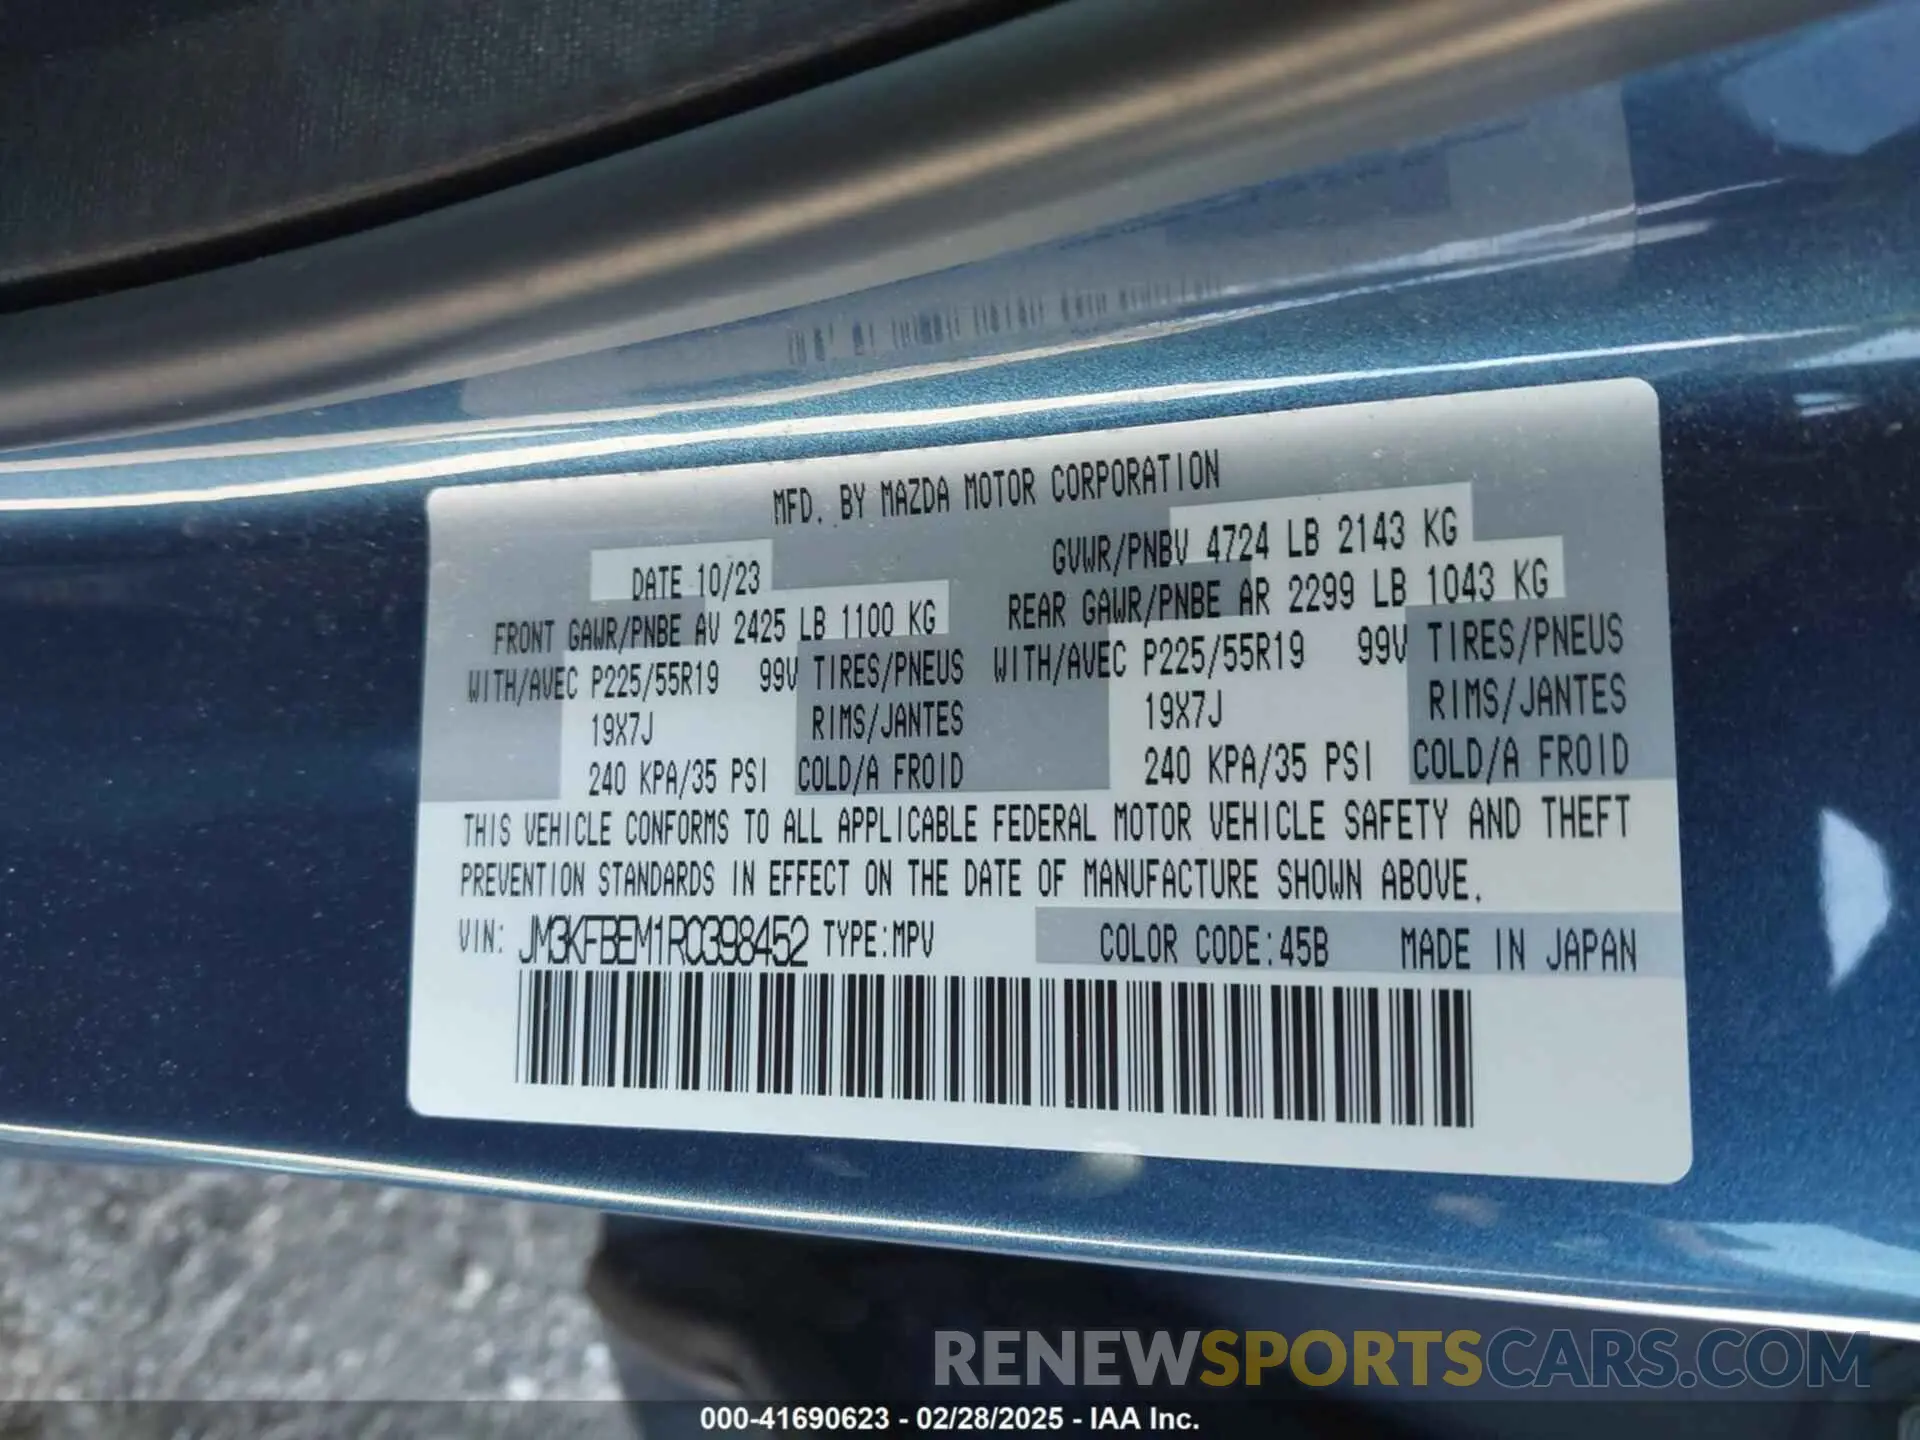 MFD. BY MAZDA MOTOR CORPORATION
DATE 10/23
GVWR/PNBV 4724 LB 2143 KG
FRONT GAWR/PNBE AV 2425 LB 1100 KG
REAR GAWR/PNBE AR 2299 LB 1043 KG
WITH/AVEC P225/55R19 99V TIRES/PNEUS WITH/AVEC P225/55R19 99V TIRES/PNEUS
19X7J RIMS/JANTES 19X7J RIMS/JANTES
240 KPA/35 PSI COLD/A FROID 240 KPA/35 PSI COLD/A FROID
THIS VEHICLE CONFORMS TO ALL APPLICABLE FEDERAL MOTOR VEHICLE SAFETY AND THEFT
PREVENTION STANDARDS IN EFFECT ON THE DATE OF MANUFACTURE SHOWN ABOVE.
VIN: JM3KFBEM1R0398452 TYPE:MPV COLOR CODE:45B MADE IN JAPAN
RENEWSPORTSCARS.COM
000-41690623 - 02/28/2025 - IAA Inc.